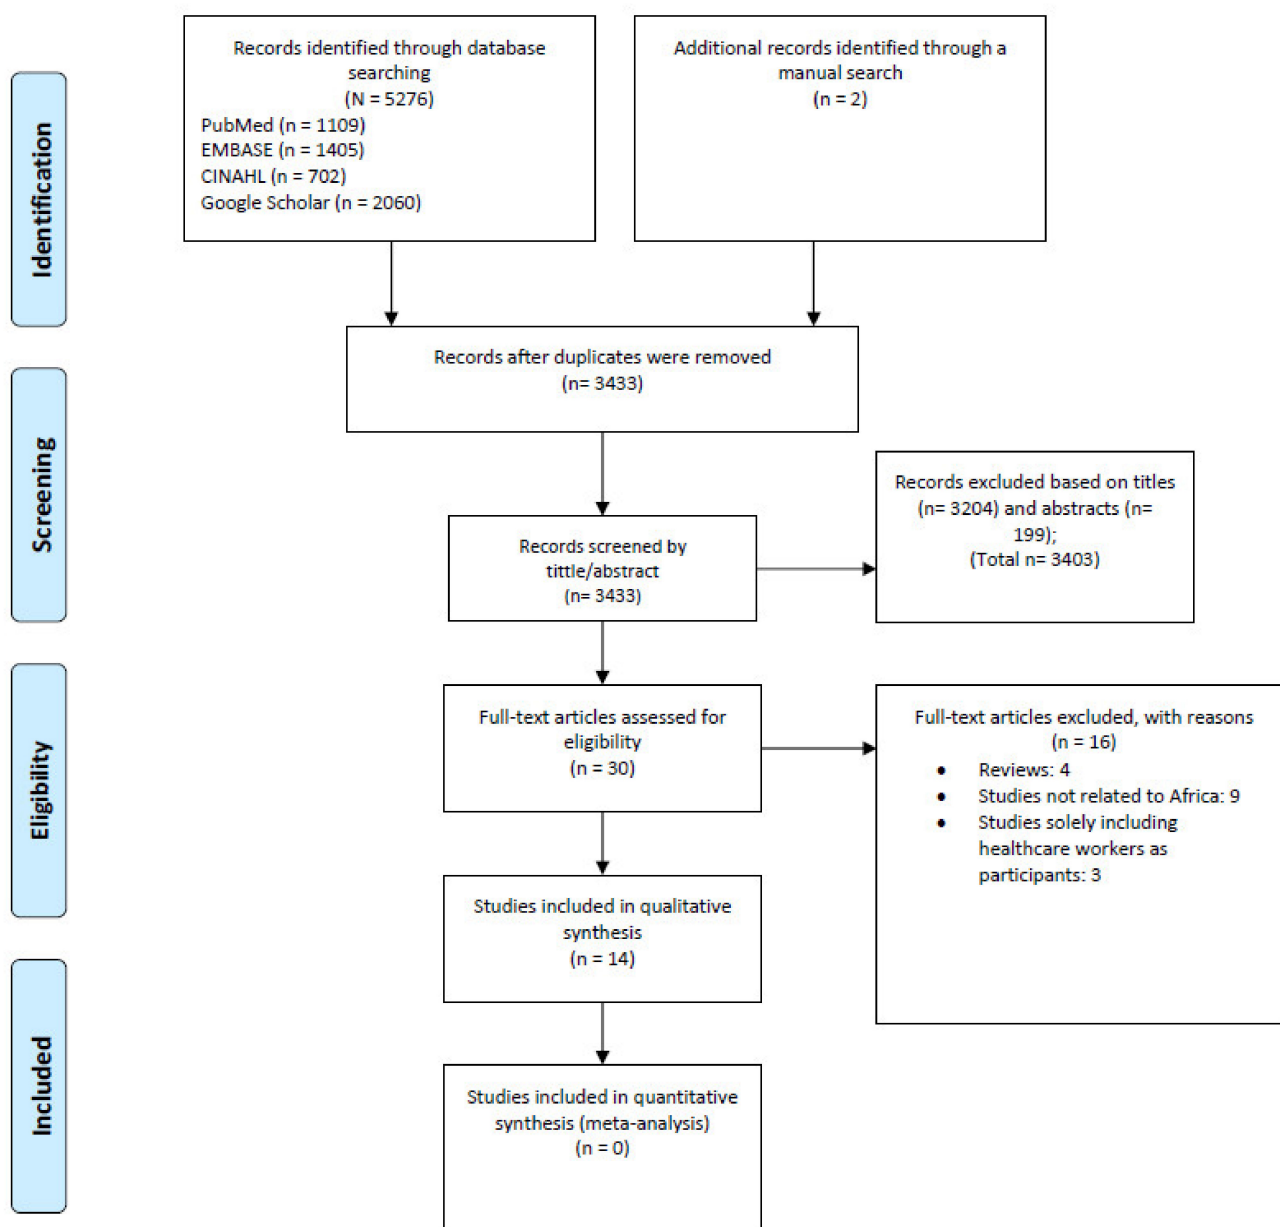 Identification
Records identified through database
searching
(N = 5276)
PubMed (n = 1109)
EMBASE (n = 1405)
CINAHL (n = 702)
Google Scholar (n = 2060)
Additional records identified through a
manual search
(n = 2)
Records after duplicates were removed
(n= 3433)
Screening
Records screened by
tittle/abstract
(n= 3433)
Records excluded based on titles
(n= 3204) and abstracts (n=
199);
(Total n= 3403)
Eligibility
Full-text articles assessed for
eligibility
(n = 30)
Full-text articles excluded, with reasons
(n = 16)
• Reviews: 4
• Studies not related to Africa: 9
• Studies solely including
healthcare workers as
participants: 3
Studies included in qualitative
synthesis
(n = 14)
Included
Studies included in quantitative
synthesis (meta-analysis)
(n = 0)